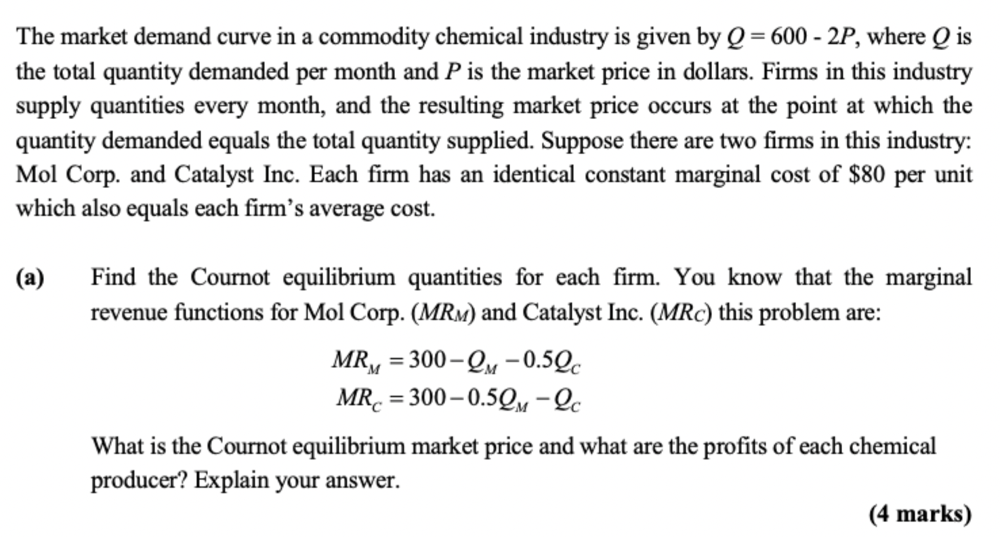 The market demand curve in a commodity chemical industry is given by Q = 600 - 2P, where Q is
the total quantity demanded per month and P is the market price in dollars. Firms in this industry
supply quantities every month, and the resulting market price occurs at the point at which the
quantity demanded equals the total quantity supplied. Suppose there are two firms in this industry:
Mol Corp. and Catalyst Inc. Each firm has an identical constant marginal cost of $80 per unit
which also equals each firm's average cost.
(a) Find the Cournot equilibrium quantities for each firm. You know that the marginal
revenue functions for Mol Corp. (MRM) and Catalyst Inc. (MRC) this problem are:
MR_M = 300 – Q_M – 0.5Q_C
MR_C = 300 – 0.5Q_M – Q_C
What is the Cournot equilibrium market price and what are the profits of each chemical
producer? Explain your answer.
(4 marks)